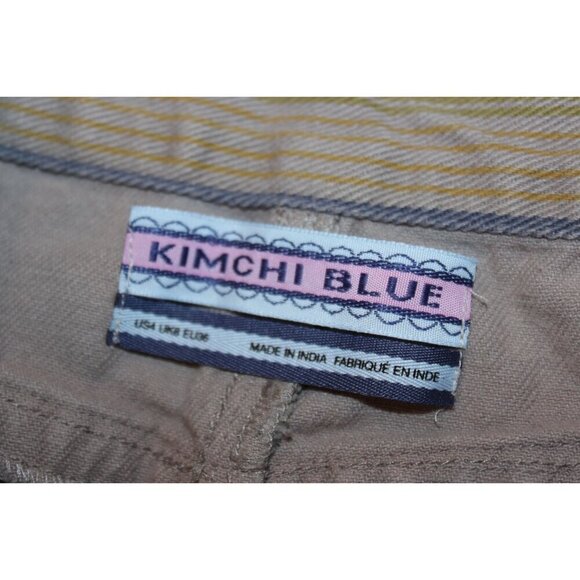 KIMCHI BLUE
US4 UK8 EU36 MADE IN INDIA FABRIQUÉ EN INDE